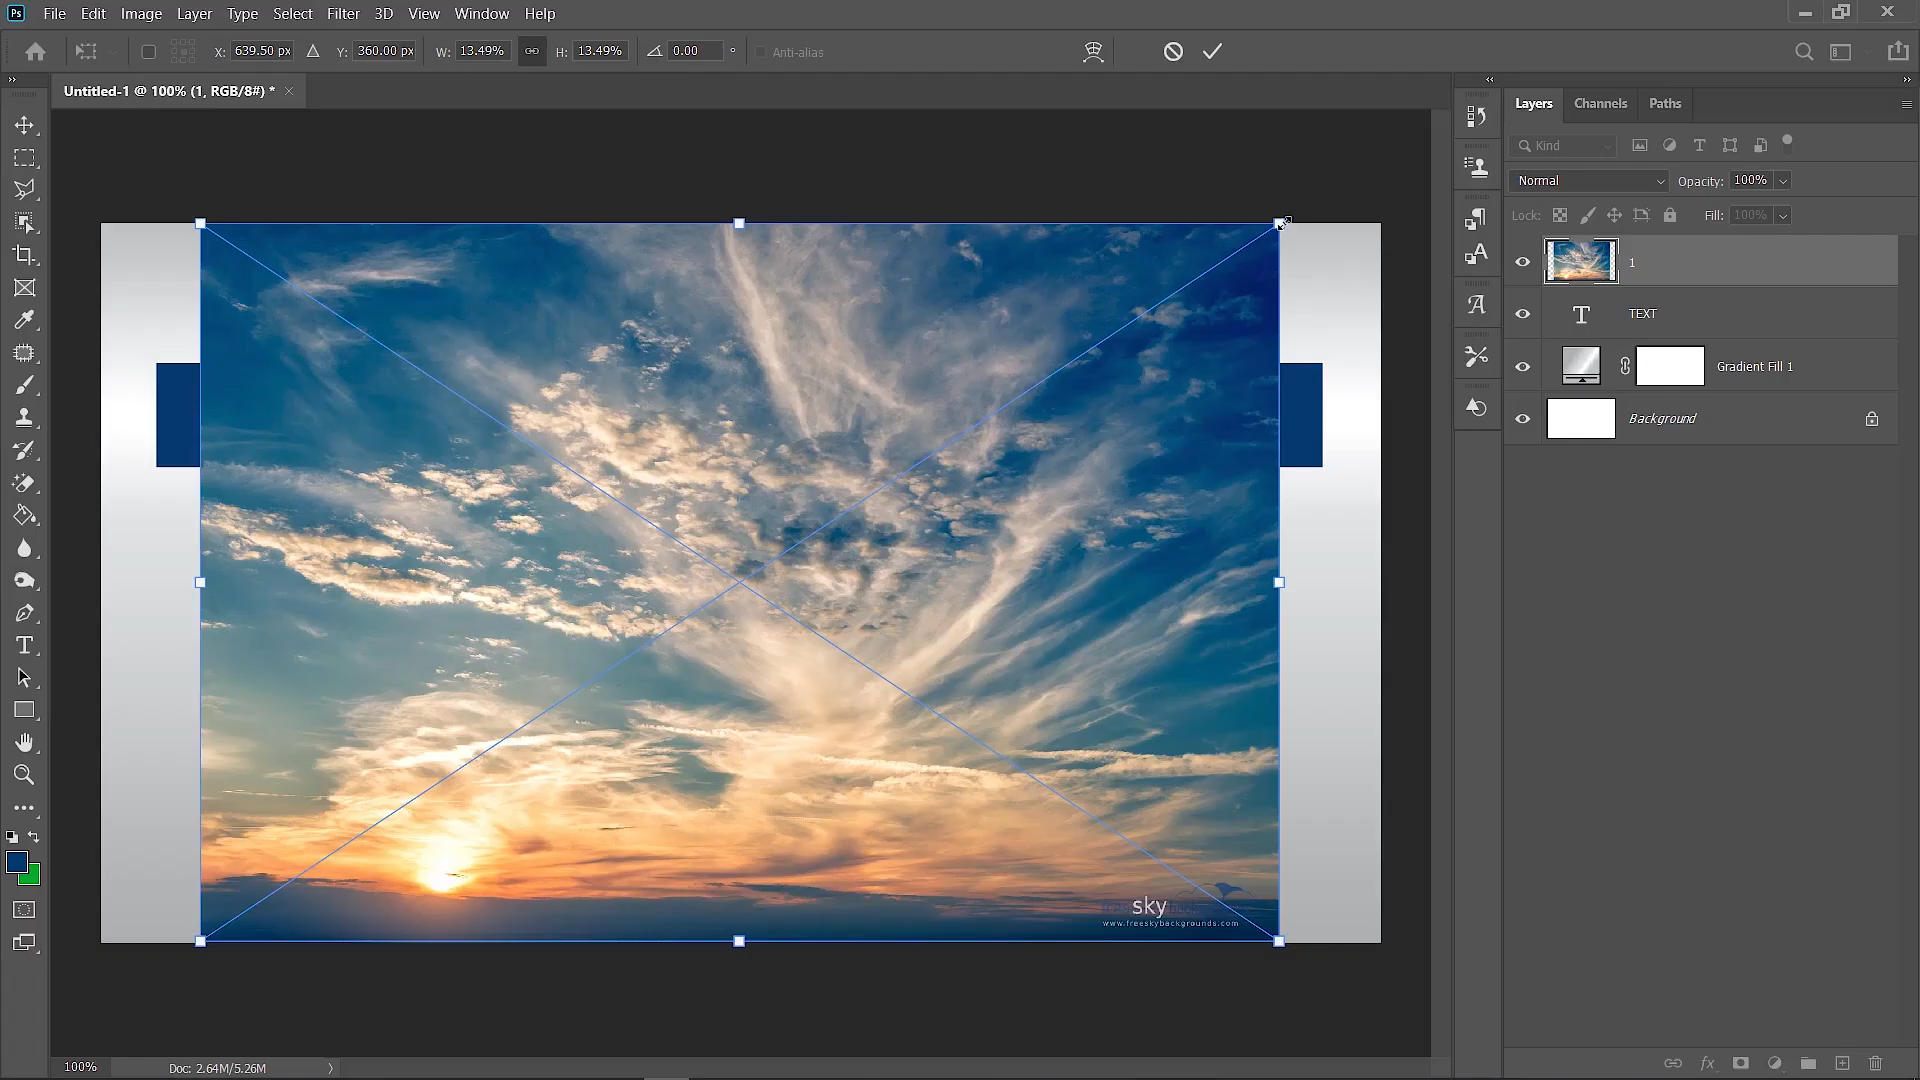 Ps File Edit Image Layer Type Select Filter 3D View Window Help
X: 639.50 px Y: 360.00 px W: 13.49% H: 13.49% 0.00 ° Anti-alias
Untitled-1 @ 100% (1, RGB/8#) *
Layers Channels Paths
Kind
Normal Opacity: 100%
Lock: Fill: 100%
1
T TEXT
Gradient Fill 1
Background
sky
www.freeskybackgrounds.com
100% Doc: 2.64M/5.26M
fx